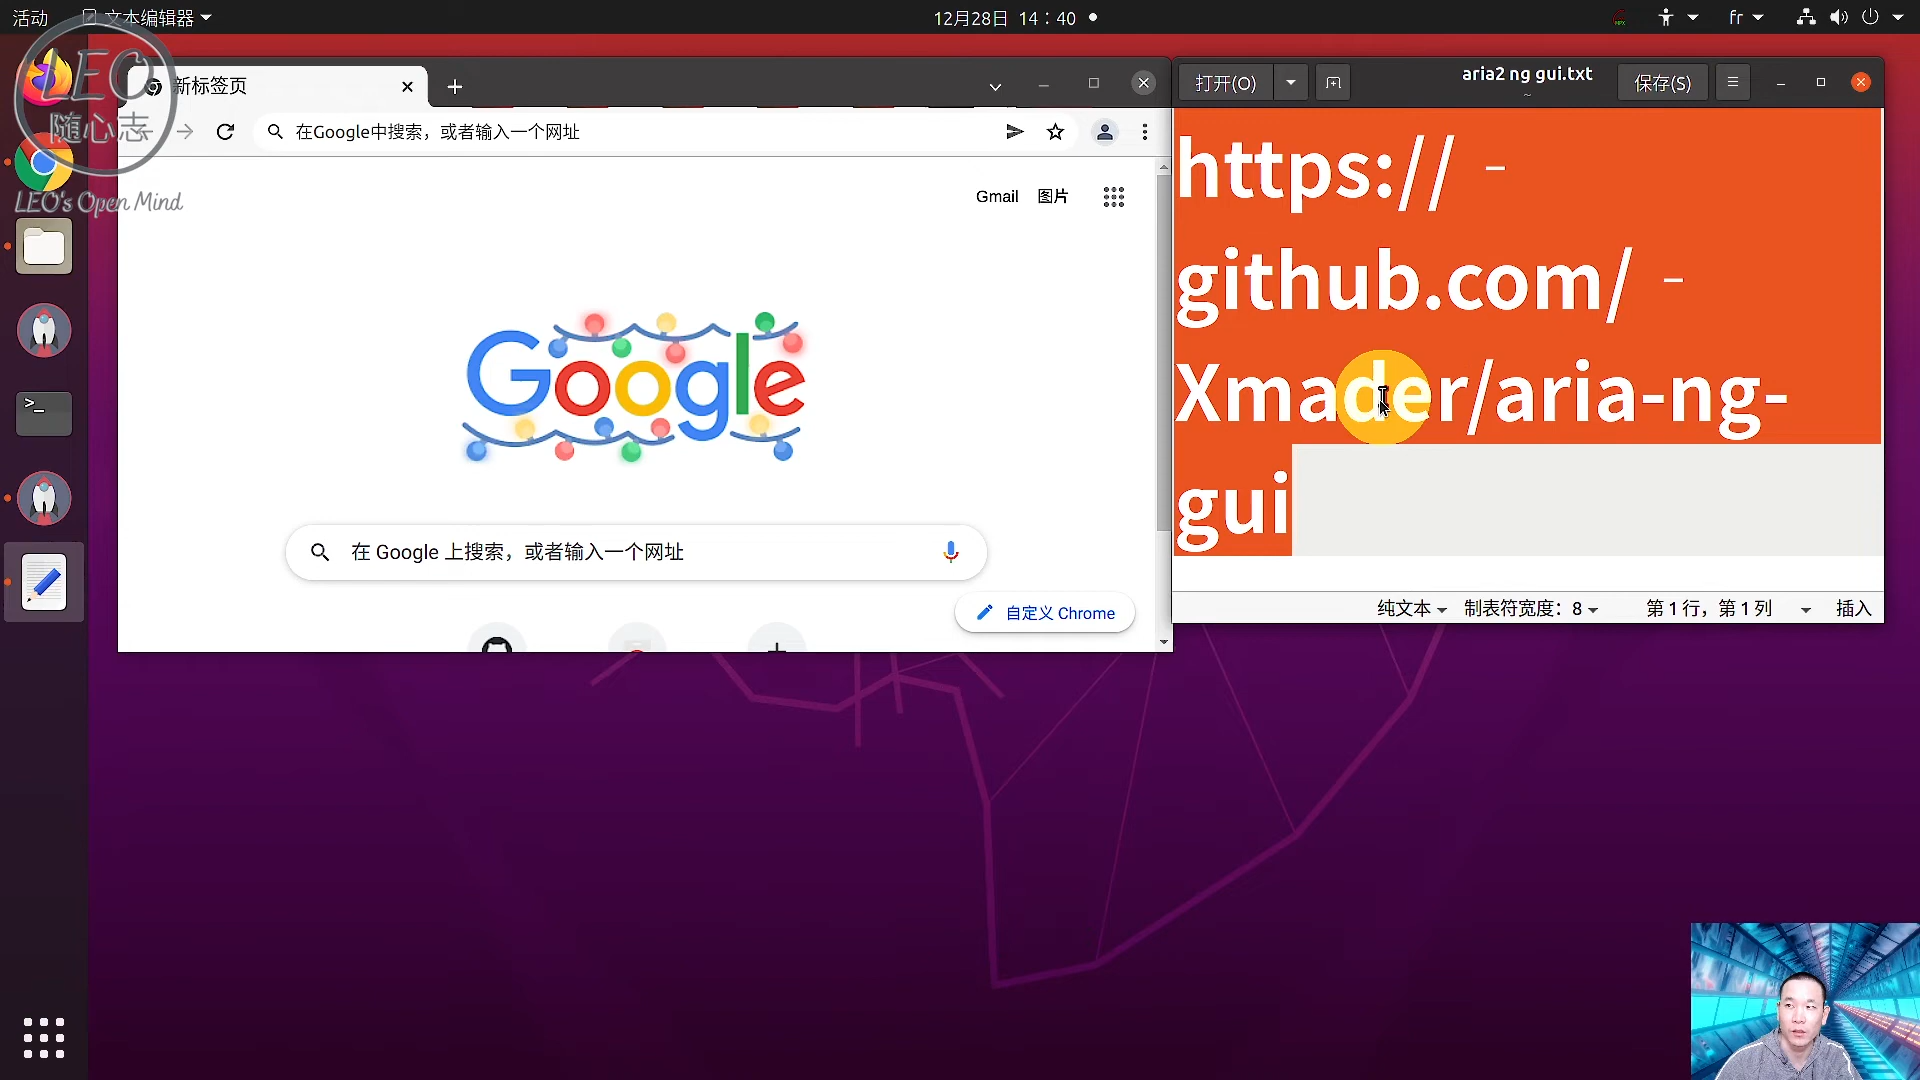 活动
文本编辑器
12月28日 14：40
fr
LEO
随心志
LEO's Open Mind
新标签页
在Google中搜索，或者输入一个网址
Gmail
图片
Google
在 Google 上搜索，或者输入一个网址
自定义 Chrome
打开(O)
aria2 ng gui.txt
~
保存(S)
https://
github.com/
Xmader/aria-ng-
gui
纯文本
制表符宽度：8
第 1 行，第 1 列
插入